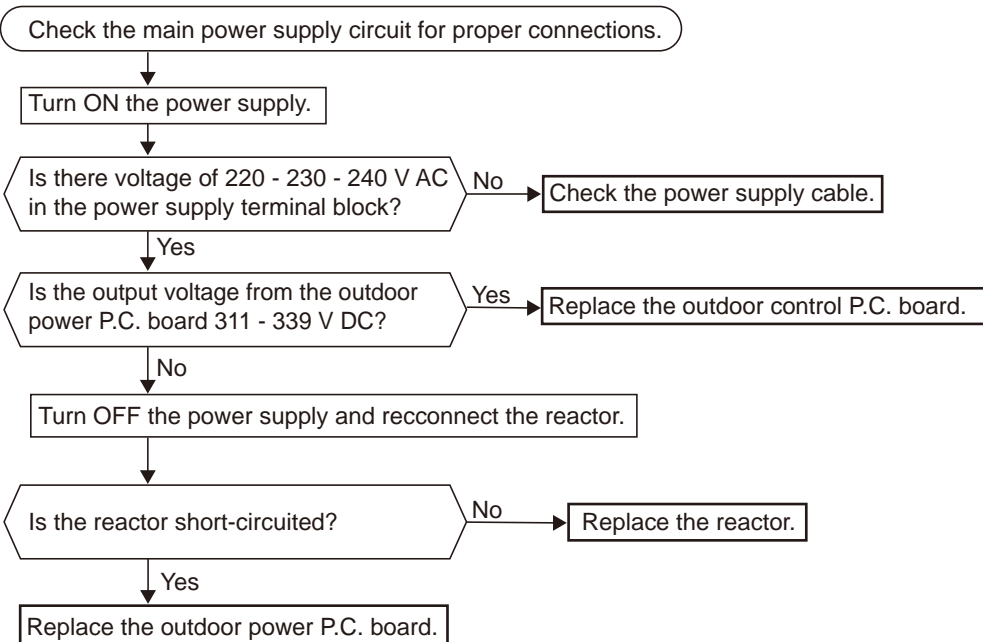 Check the main power supply circuit for proper connections.
Turn ON the power supply.
Is there voltage of 220 - 230 - 240 V AC
in the power supply terminal block?
No
Check the power supply cable.
Yes
Is the output voltage from the outdoor
power P.C. board 311 - 339 V DC?
Yes
Replace the outdoor control P.C. board.
No
Turn OFF the power supply and recconnect the reactor.
Is the reactor short-circuited?
No
Replace the reactor.
Yes
Replace the outdoor power P.C. board.